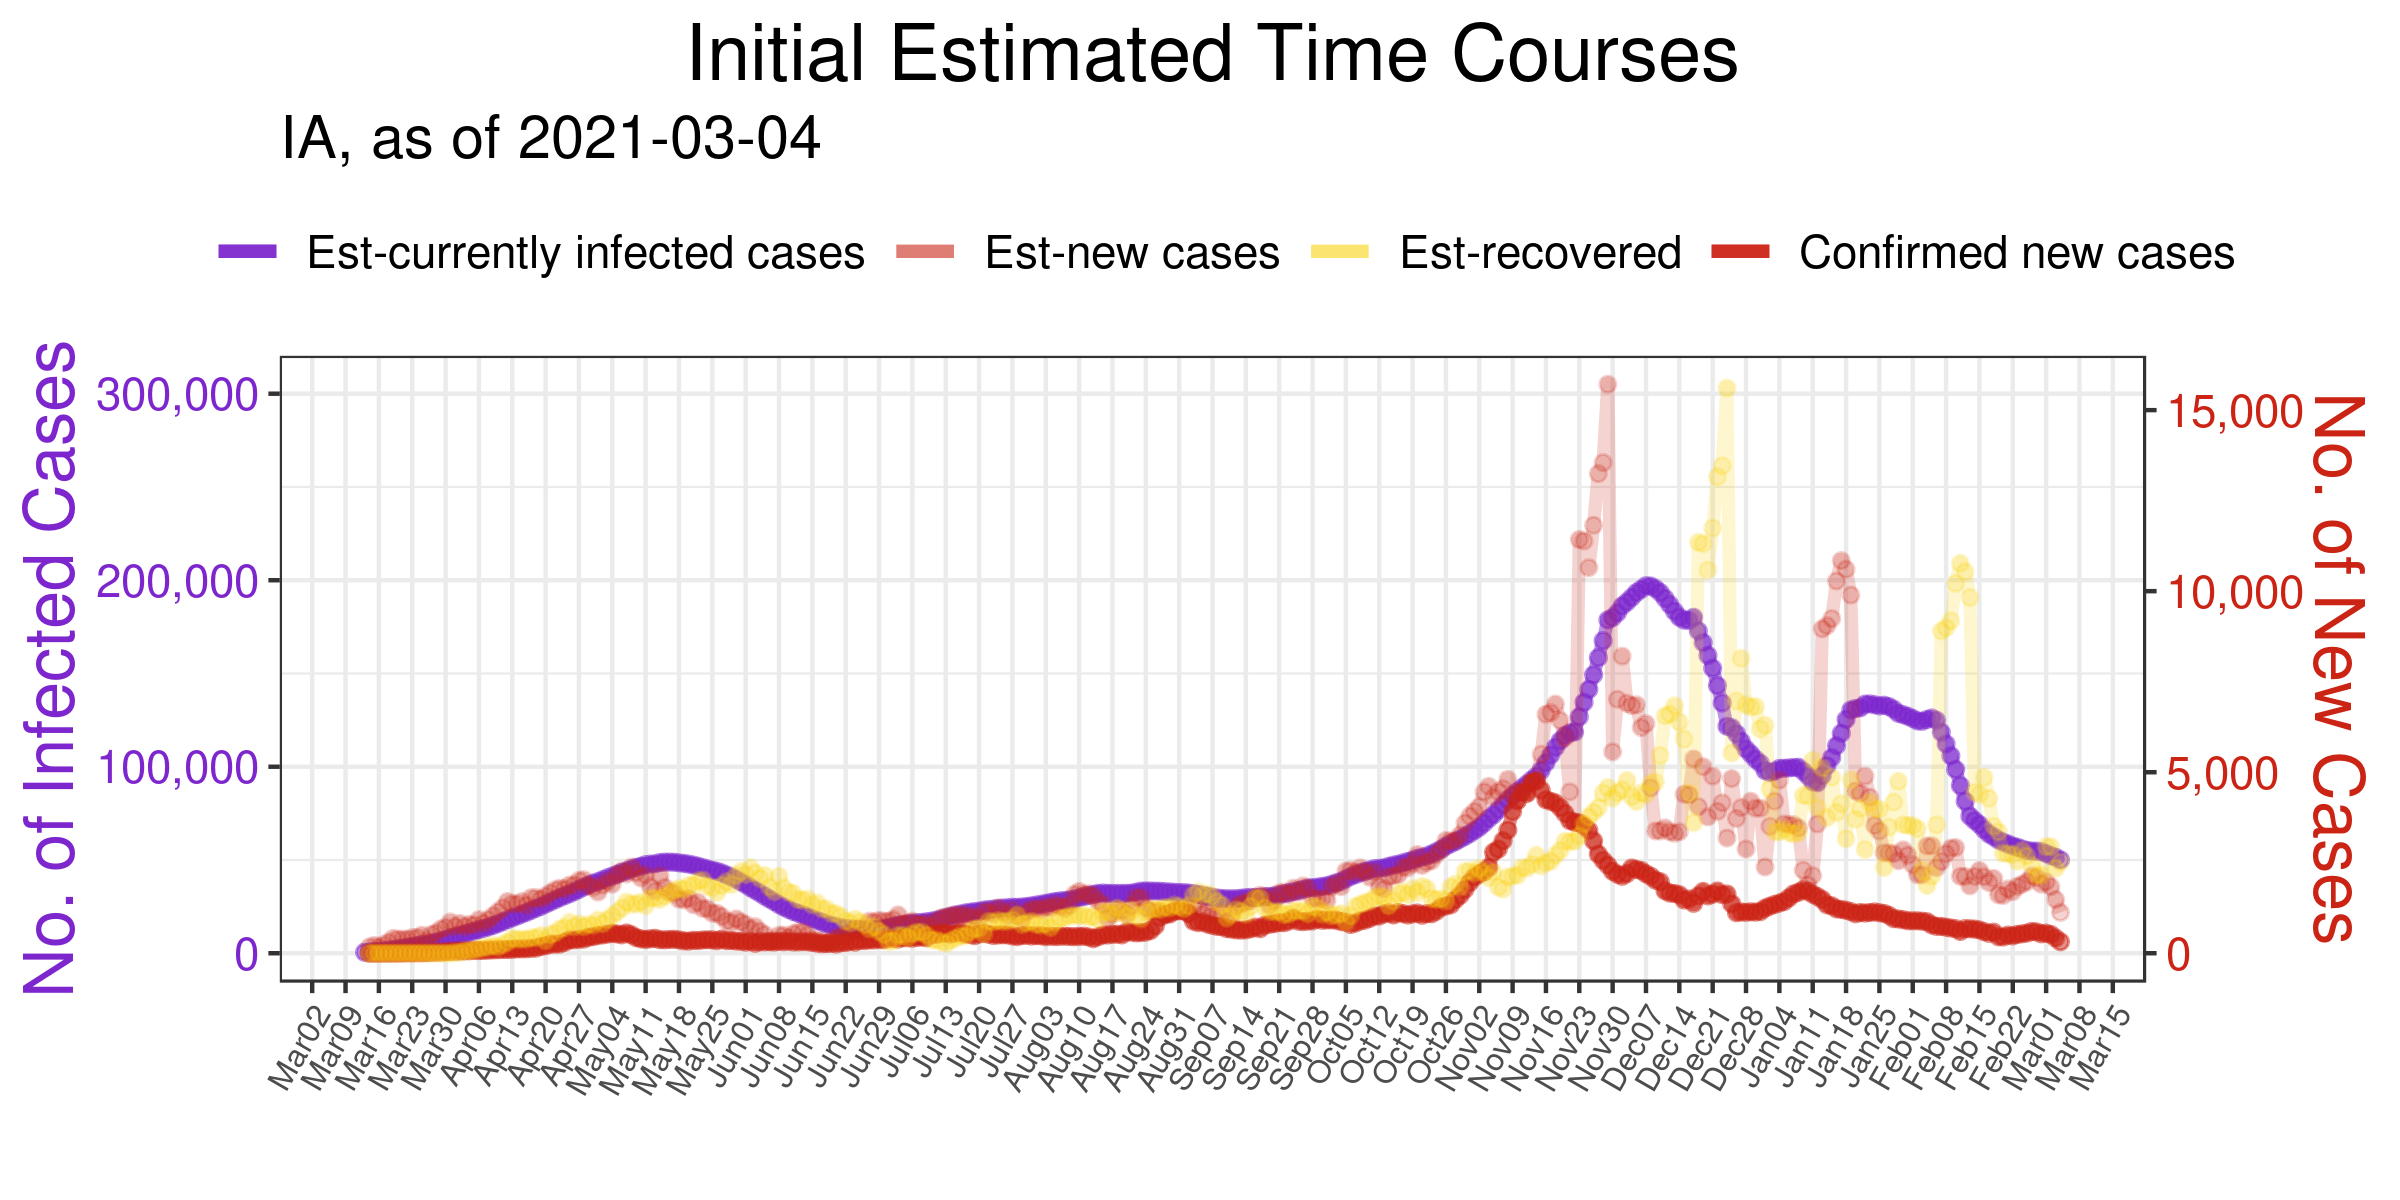 Initial Estimated Time Courses
IA, as of 2021-03-04
Est-currently infected cases Est-new cases Est-recovered Confirmed new cases
No. of Infected Cases
300,000
200,000
100,000
0
15,000
10,000
5,000
0
No. of New Cases
Mar02 Mar09 Mar16 Mar23 Mar30 Apr06 Apr13 Apr20 Apr27 May04 May11 May18 May25 Jun01 Jun08 Jun15 Jun22 Jun29 Jul06 Jul13 Jul20 Jul27 Aug03 Aug10 Aug17 Aug24 Aug31 Sep07 Sep14 Sep21 Sep28 Oct05 Oct12 Oct19 Oct26 Nov02 Nov09 Nov16 Nov23 Nov30 Dec07 Dec14 Dec21 Dec28 Jan04 Jan11 Jan18 Jan25 Feb01 Feb08 Feb15 Feb22 Mar01 Mar08 Mar15